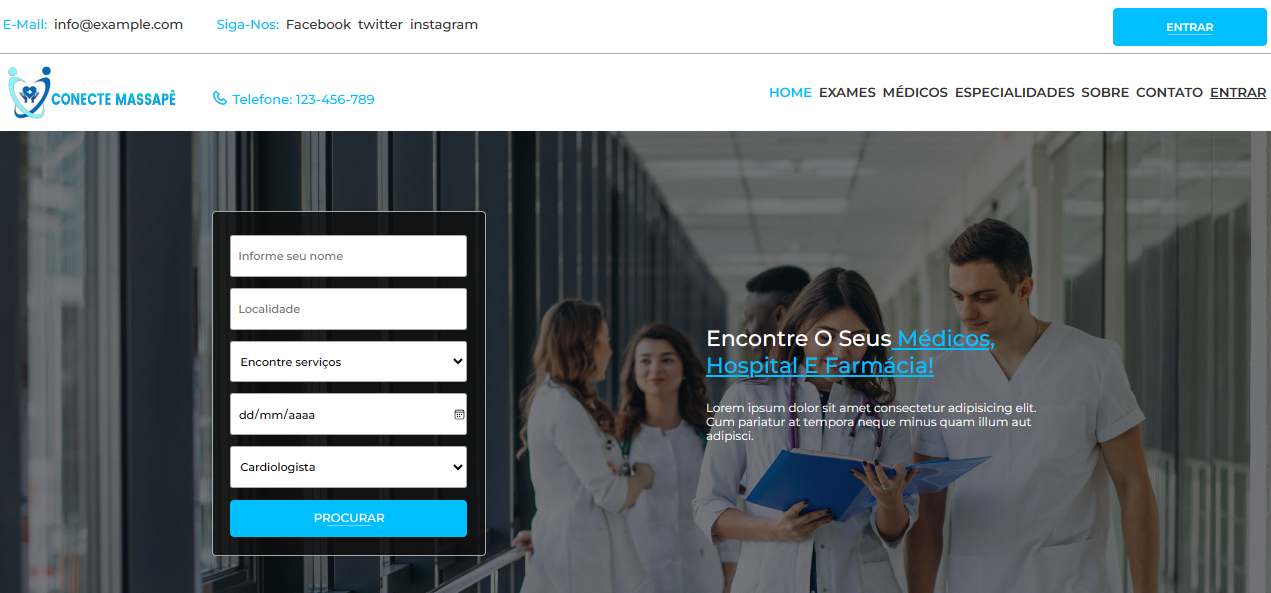 E-Mail: info@example.com Siga-Nos: Facebook twitter instagram ENTRAR
CONECTE MASSAPÊ Telefone: 123-456-789 HOME EXAMES MÉDICOS ESPECIALIDADES SOBRE CONTATO ENTRAR
Informe seu nome
Localidade
Encontre serviços
dd/mm/aaaa
Cardiologista
PROCURAR
Encontre O Seus Médicos,
Hospital E Farmácia!
Lorem ipsum dolor sit amet consectetur adipisicing elit.
Cum pariatur at tempora neque minus quam illum aut
adipisci.